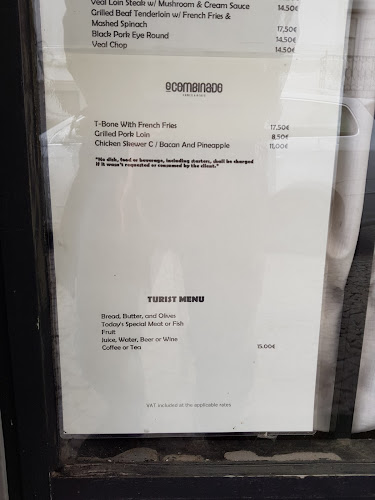 Veal Loin Steak w/ Mushroom & Cream Sauce 14,50€
Grilled Beef Tenderloin w/ French Fries &
Mashed Spinach 17,50€
Black Pork Eye Round 14,50€
Veal Chop 14,50€
O COMBINADO
T-Bone With French Fries 17,50€
Grilled Pork Loin 8,50€
Chicken Skewer C / Bacon And Pineapple 11,00€
"No dish, food or beverage, including starters, shall be charged
if it wasn't requested or consumed by the client."
TURIST MENU
Bread, Butter, and Olives
Today's Special Meat or Fish
Fruit
Juice, Water, Beer or Wine
Coffee or Tea 15.00€
VAT included at the applicable rates